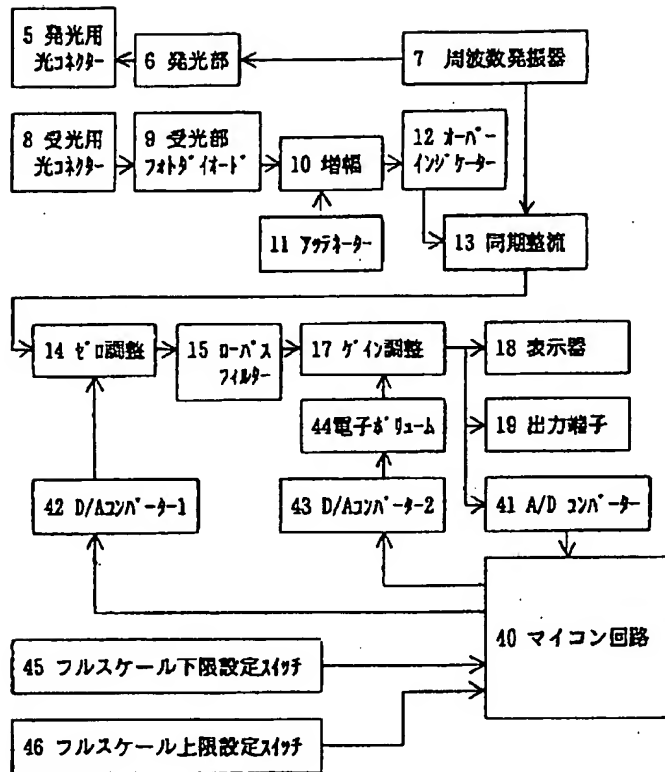 5 発光用
光コネクター
6 発光部
7 周波数発振器
8 受光用
光コネクター
9 受光部
フォトダイオード
10 増幅
12 オーバー
インジケーター
11 アッテネーター
13 同期整流
14 ゼロ調整
15 ローパス
フィルター
17 ゲイン調整
18 表示器
44電子ボリューム
19 出力端子
42 D/Aコンバーター1
43 D/Aコンバーター2
41 A/D コンバーター
40 マイコン回路
45 フルスケール下限設定スイッチ
46 フルスケール上限設定スイッチ